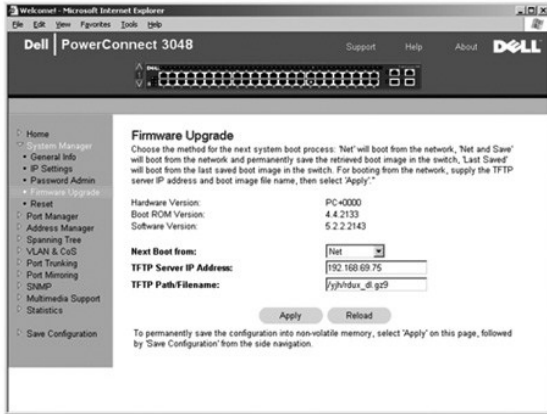 Welcome! - Microsoft Internet Explorer
File Edit View Favorites Tools Help
Dell | PowerConnect 3048
Support Help About DELL
Home
System Manager
General Info
IP Settings
Password Admin
Firmware Upgrade
Reset
Port Manager
Address Manager
Spanning Tree
VLAN & CoS
Port Trunking
Port Mirroring
SNMP
Multimedia Support
Statistics
Save Configuration
Firmware Upgrade
Choose the method for the next system boot process: 'Net' will boot from the network, 'Net and Save'
will boot from the network and permanently save the retrieved boot image in the switch, 'Last Saved'
will boot from the last saved boot image in the switch. For booting from the network, supply the TFTP
server IP address and boot image file name, then select 'Apply'."
Hardware Version: PC+0000
Boot ROM Version: 4.4.2133
Software Version: 5.2.2.2143
Next Boot from: Net
TFTP Server IP Address: 192.168.69.75
TFTP Path/Filename: /yjh/rdux_dl.gz9
Apply Reload
To permanently save the configuration into non-volatile memory, select 'Apply' on this page, followed
by 'Save Configuration' from the side navigation.